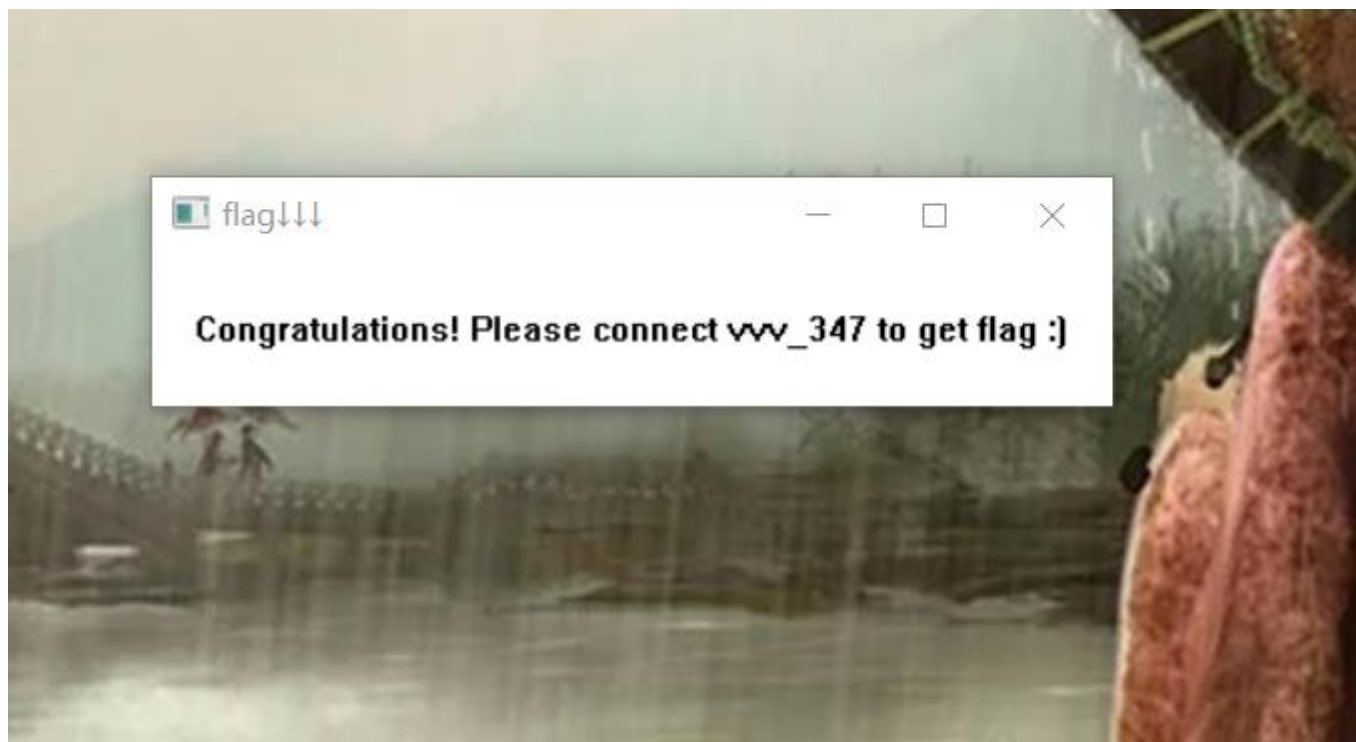 flag↓↓↓
Congratulations! Please connect vvv_347 to get flag :)